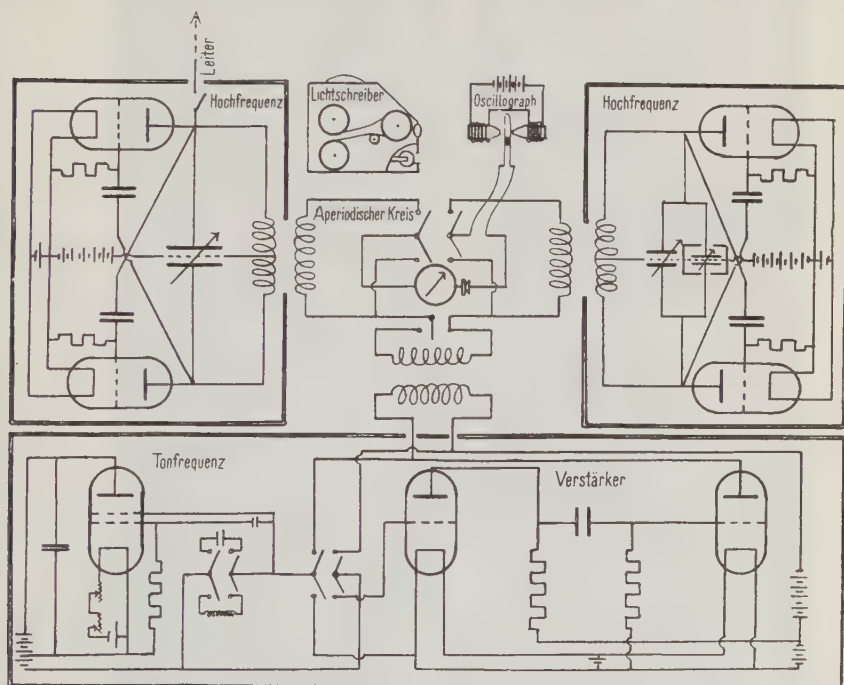 Leiter
Hochfrequenz
Lichtschreiber
Oscillograph
Hochfrequenz
Aperiodischer Kreis
Tonfrequenz
Verstärker